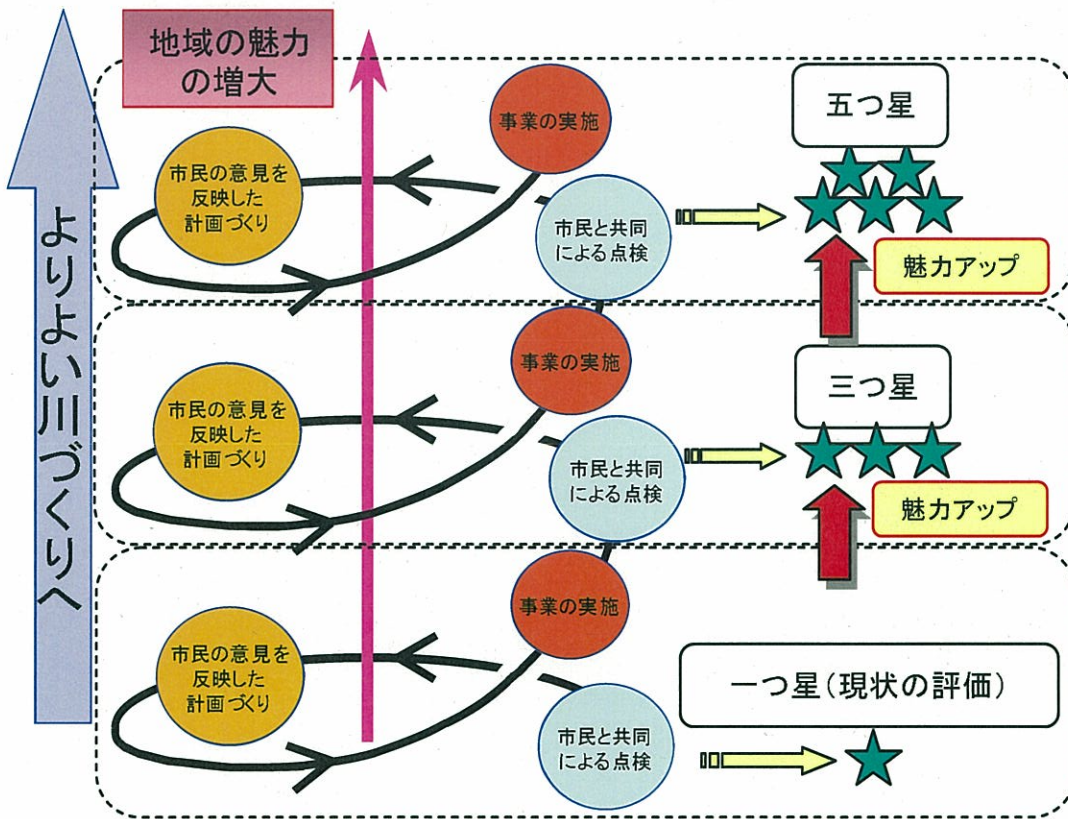 地域の魅力
の増大
よりよい川づくりへ
事業の実施
市民の意見を
反映した
計画づくり
市民と共同
による点検
五つ星
魅力アップ
事業の実施
市民の意見を
反映した
計画づくり
市民と共同
による点検
三つ星
魅力アップ
事業の実施
市民の意見を
反映した
計画づくり
市民と共同
による点検
一つ星(現状の評価)